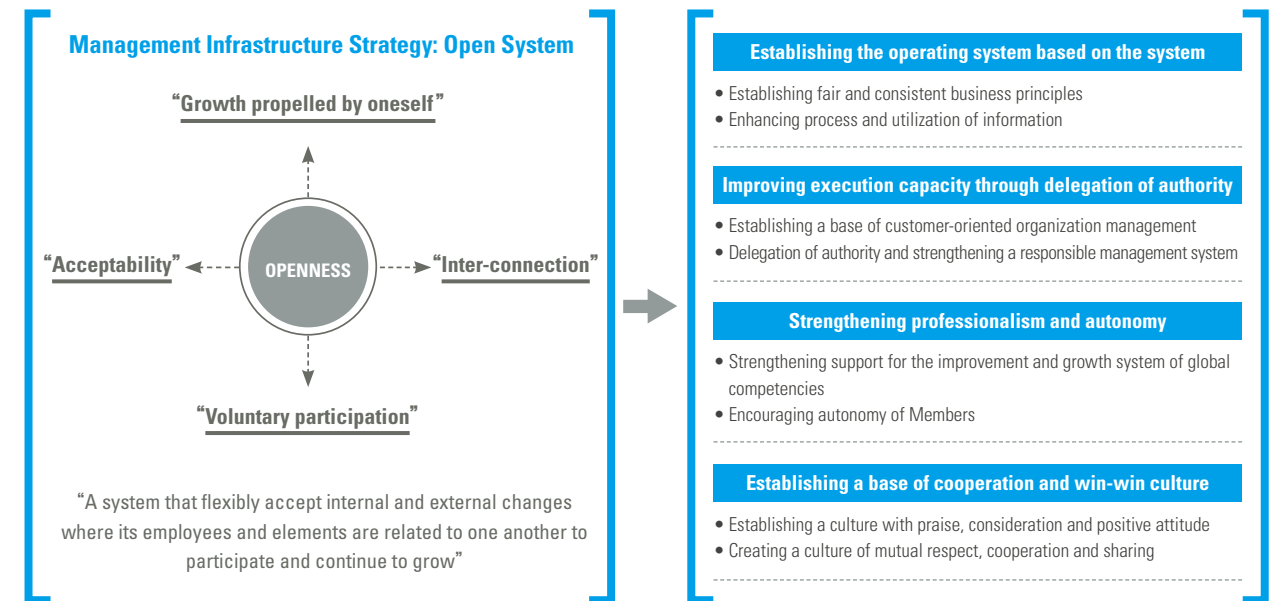 Management Infrastructure Strategy: Open System
“Growth propelled by oneself”
“Acceptability”
OPENNESS
“Inter-connection”
“Voluntary participation”
“A system that flexibly accept internal and external changes
where its employees and elements are related to one another to
participate and continue to grow”
Establishing the operating system based on the system
• Establishing fair and consistent business principles
• Enhancing process and utilization of information
Improving execution capacity through delegation of authority
• Establishing a base of customer-oriented organization management
• Delegation of authority and strengthening a responsible management system
Strengthening professionalism and autonomy
• Strengthening support for the improvement and growth system of global
competencies
• Encouraging autonomy of Members
Establishing a base of cooperation and win-win culture
• Establishing a culture with praise, consideration and positive attitude
• Creating a culture of mutual respect, cooperation and sharing